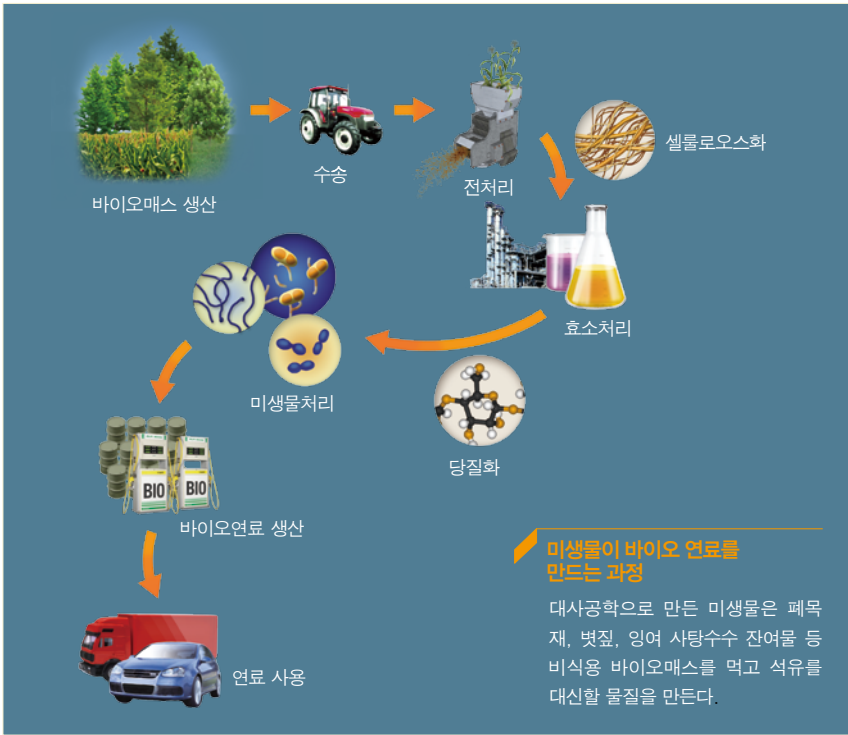 바이오매스 생산
수송
전처리
셀룰로오스화
효소처리
당질화
미생물처리
BIO
BIO
바이오연료 생산
연료 사용
미생물이 바이오 연료를
만드는 과정
대사공학으로 만든 미생물은 폐목
재, 볏짚, 잉여 사탕수수 잔여물 등
비식용 바이오매스를 먹고 석유를
대신할 물질을 만든다.